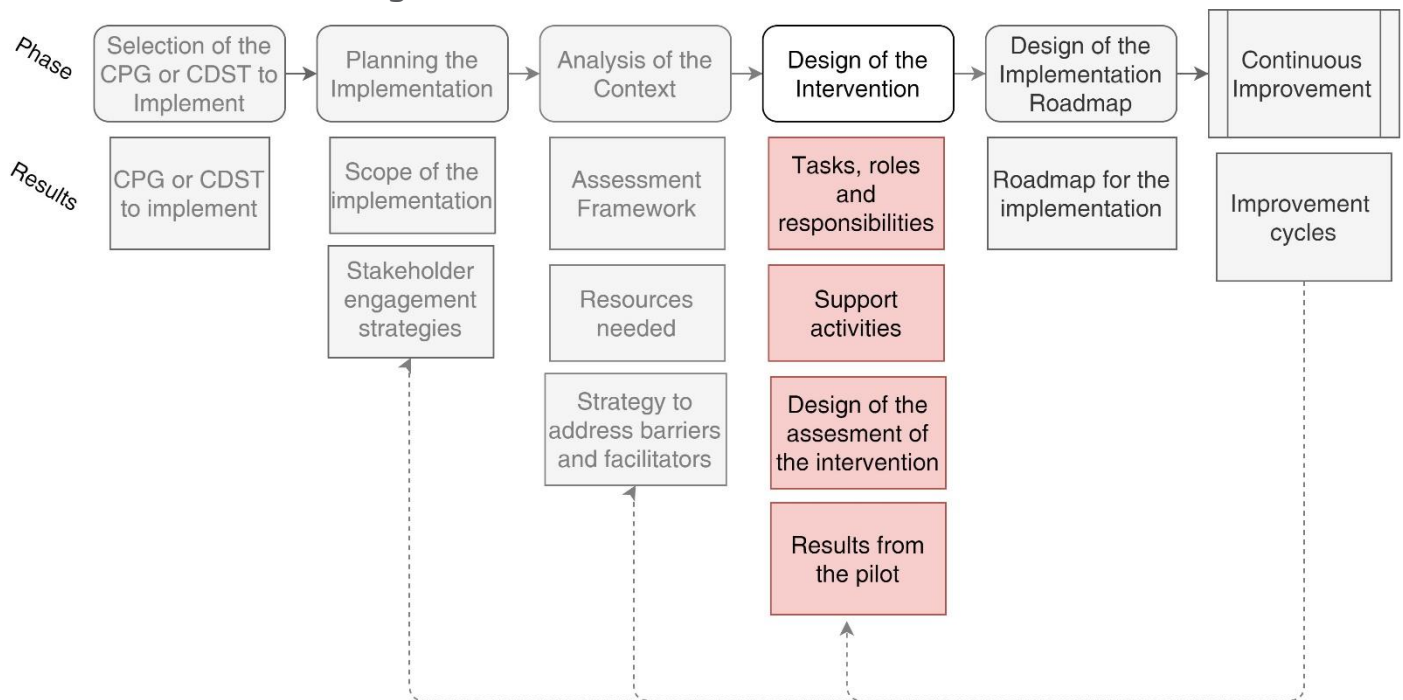 Phase
Selection of the
CPG or CDST to
Implement
Planning the
Implementation
Analysis of the
Context
Design of the
Intervention
Design of the
Implementation
Roadmap
Continuous
Improvement
Results
CPG or CDST
to implement
Scope of the
implementation
Stakeholder
engagement
strategies
Assessment
Framework
Resources
needed
Strategy to
address barriers
and facilitators
Tasks, roles
and
responsibilities
Support
activities
Design of the
assesment of
the intervention
Results from
the pilot
Roadmap for the
implementation
Improvement
cycles